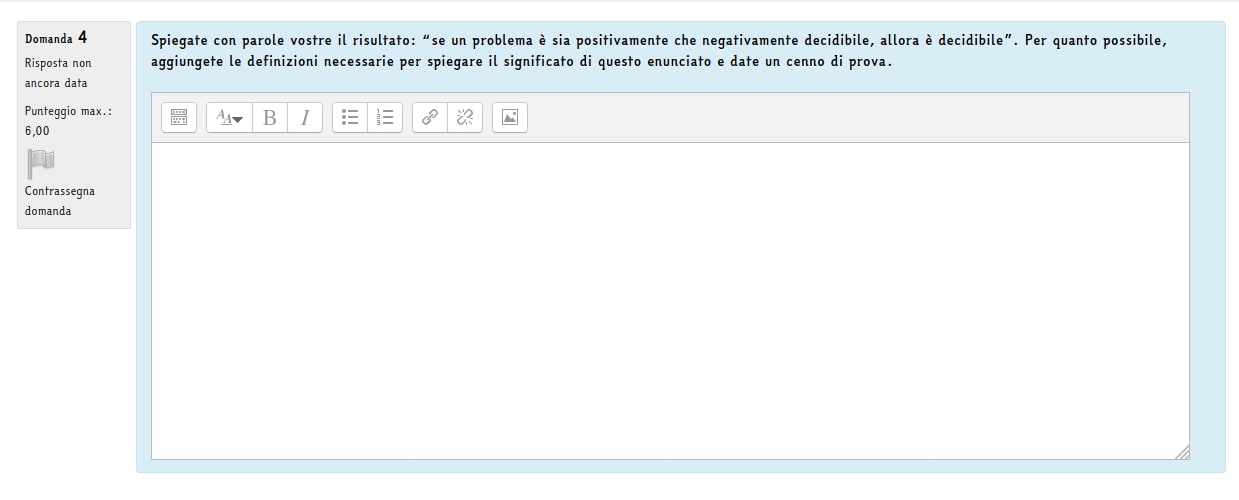 Domanda 4
Risposta non
ancora data
Punteggio max.:
6,00
Contrassegna
domanda
Spiegate con parole vostre il risultato: “se un problema è sia positivamente che negativamente decidibile, allora è decidibile”. Per quanto possibile,
aggiungete le definizioni necessarie per spiegare il significato di questo enunciato e date un cenno di prova.